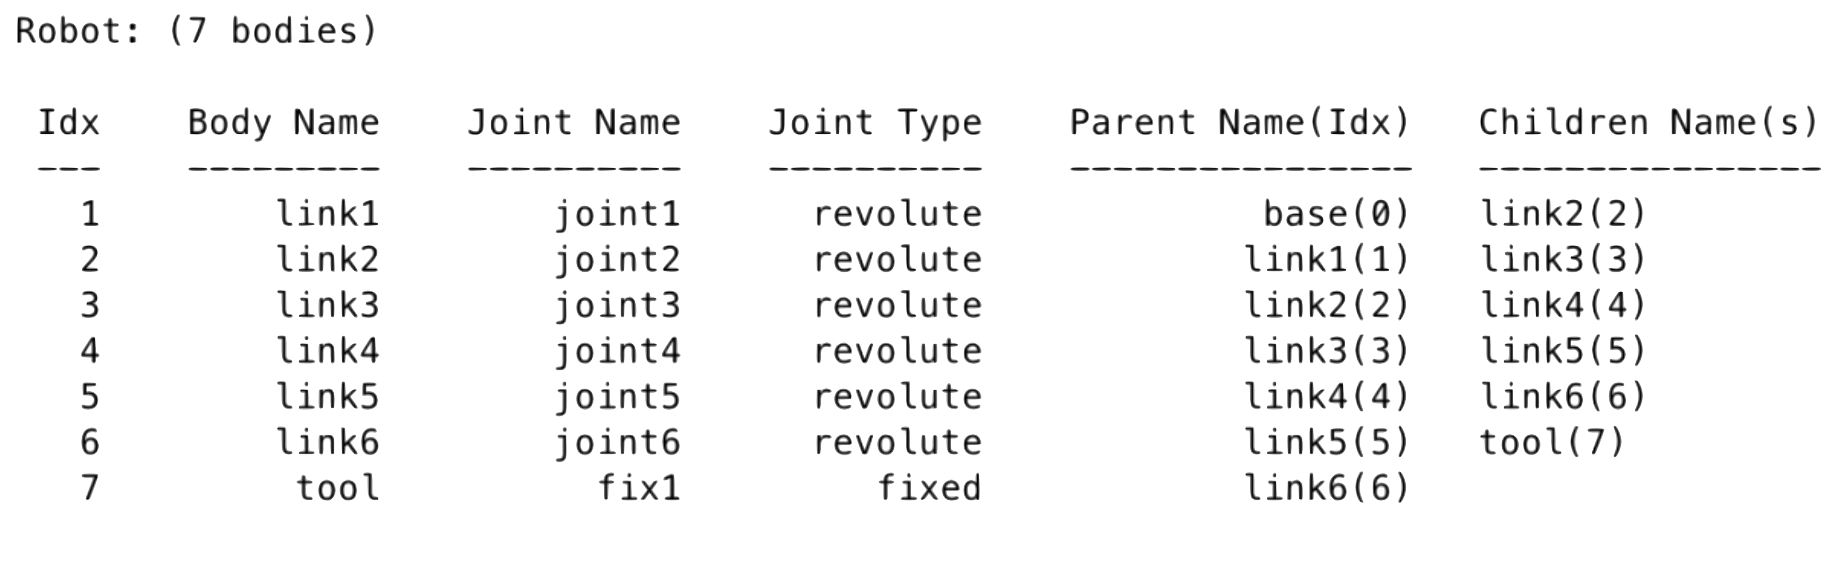 Robot: (7 bodies)
Idx Body Name Joint Name Joint Type Parent Name(Idx) Children Name(s)
--- --------- ---------- ---------- ---------------- ----------------
1 link1 joint1 revolute base(0) link2(2)
2 link2 joint2 revolute link1(1) link3(3)
3 link3 joint3 revolute link2(2) link4(4)
4 link4 joint4 revolute link3(3) link5(5)
5 link5 joint5 revolute link4(4) link6(6)
6 link6 joint6 revolute link5(5) tool(7)
7 tool fix1 fixed link6(6)